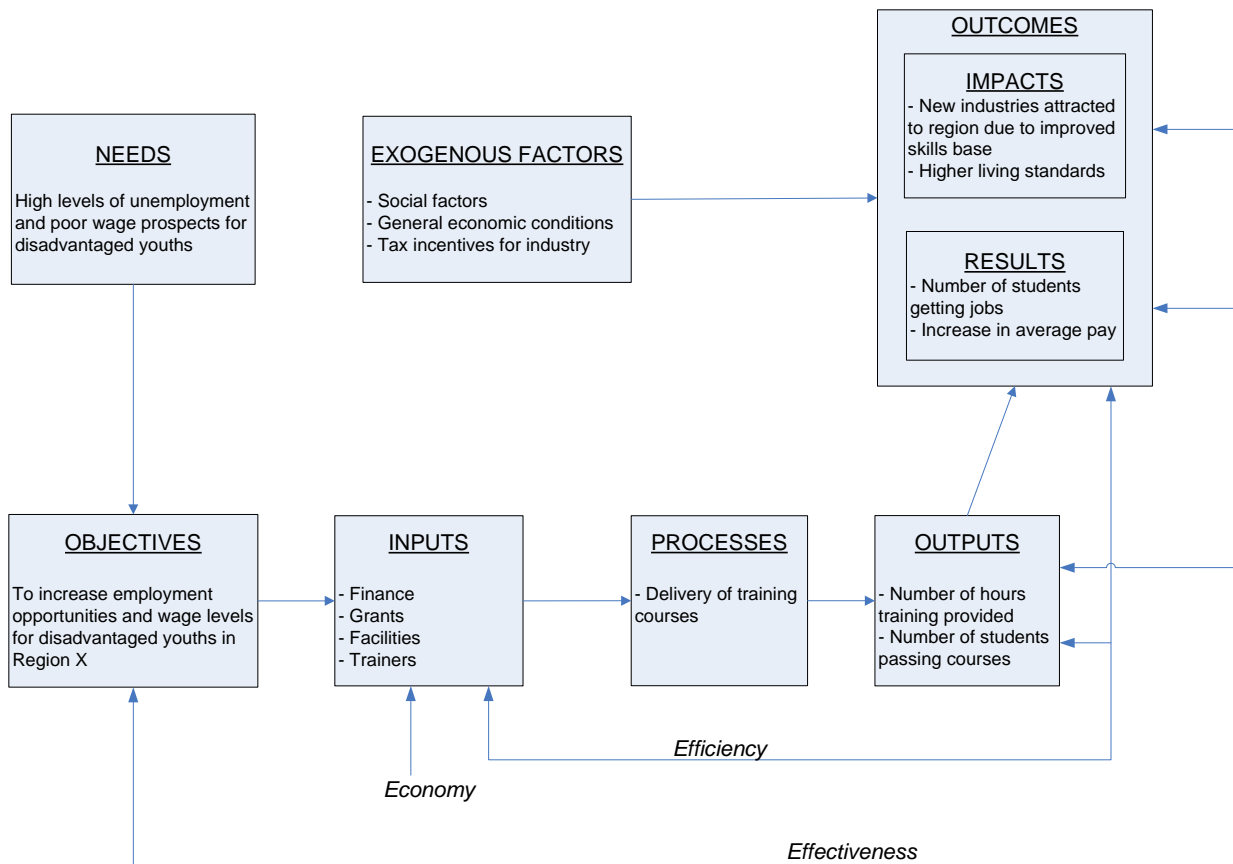 OUTCOMES
IMPACTS
- New industries attracted
to region due to improved
skills base
- Higher living standards
RESULTS
- Number of students
getting jobs
- Increase in average pay
NEEDS
High levels of unemployment
and poor wage prospects for
disadvantaged youths
EXOGENOUS FACTORS
- Social factors
- General economic conditions
- Tax incentives for industry
OBJECTIVES
To increase employment
opportunities and wage levels
for disadvantaged youths in
Region X
INPUTS
- Finance
- Grants
- Facilities
- Trainers
PROCESSES
- Delivery of training
courses
OUTPUTS
- Number of hours
training provided
- Number of students
passing courses
Efficiency
Economy
Effectiveness